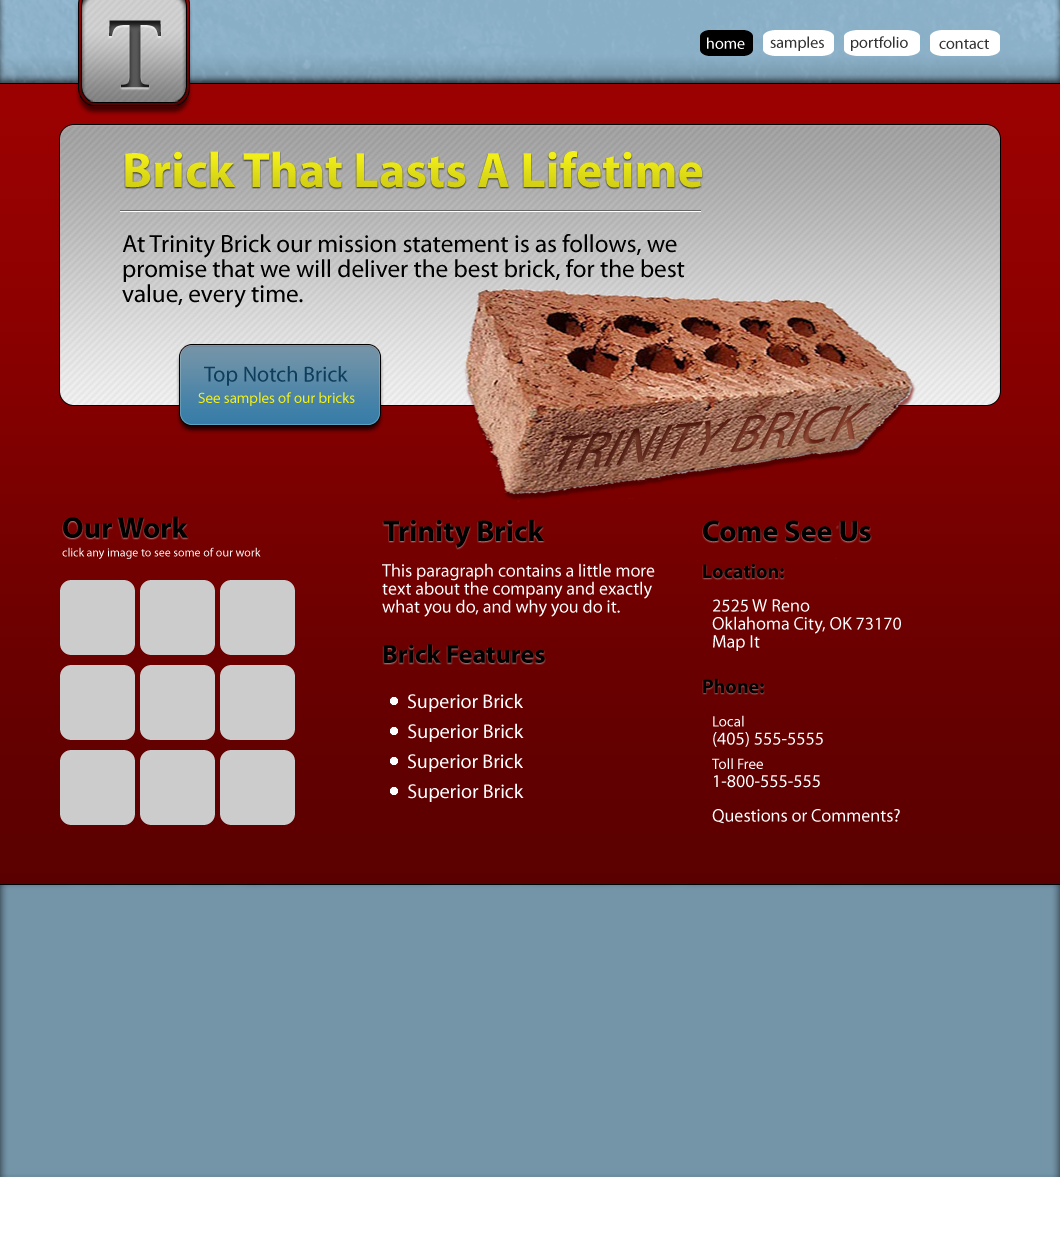 T
home
samples
portfolio
contact
Brick That Lasts A Lifetime
At Trinity Brick our mission statement is as follows, we
promise that we will deliver the best brick, for the best
value, every time.
Top Notch Brick
See samples of our bricks
TRINITY BRICK
Our Work
click any image to see some of our work
Trinity Brick
This paragraph contains a little more
text about the company and exactly
what you do, and why you do it.
Brick Features
Superior Brick
Superior Brick
Superior Brick
Superior Brick
Come See Us
Location:
2525 W Reno
Oklahoma City, OK 73170
Map It
Phone:
Local
(405) 555-5555
Toll Free
1-800-555-555
Questions or Comments?